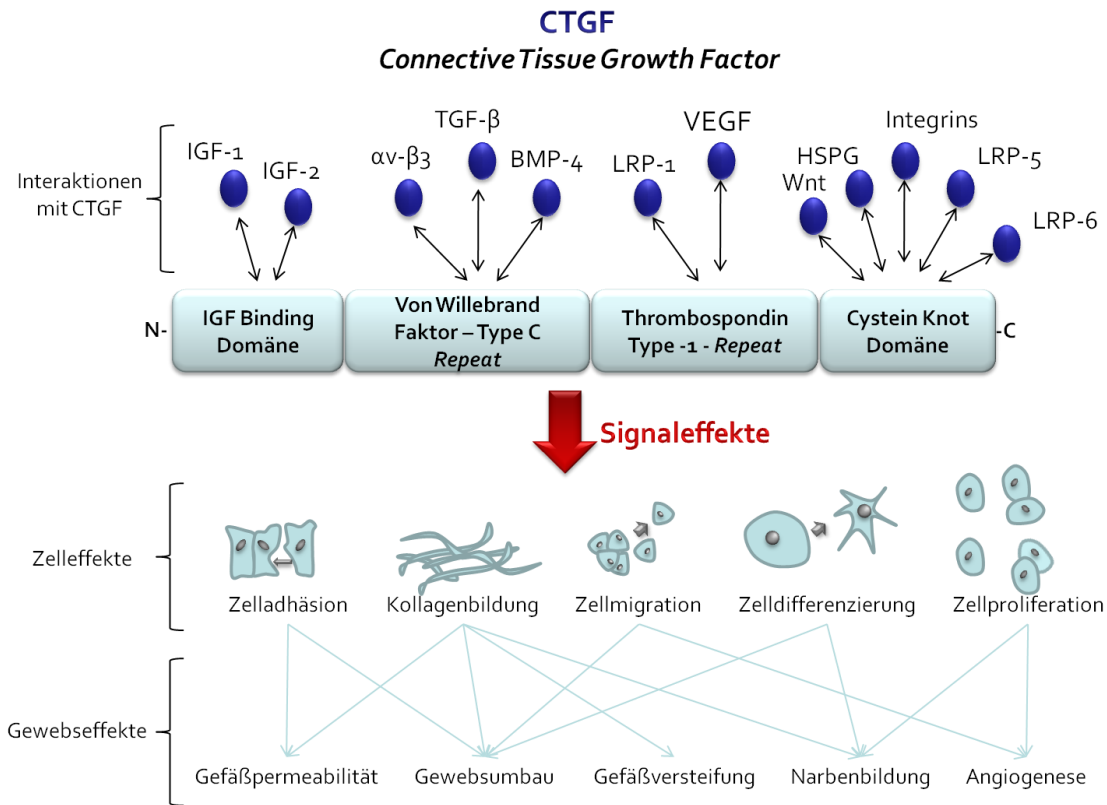 CTGF
Connective Tissue Growth Factor
Interaktionen
mit CTGF
IGF-1
IGF-2
αv-β3
TGF-β
BMP-4
LRP-1
VEGF
Wnt
HSPG
Integrins
LRP-5
LRP-6
N-
IGF Binding
Domäne
Von Willebrand
Faktor – Type C
Repeat
Thrombospondin
Type -1 - Repeat
Cystein Knot
Domäne
-C
Signaleffekte
Zelleffekte
Zelladhäsion
Kollagenbildung
Zellmigration
Zelldifferenzierung
Zellproliferation
Gewebseffekte
Gefäßpermeabilität
Gewebsumbau
Gefäßversteifung
Narbenbildung
Angiogenese